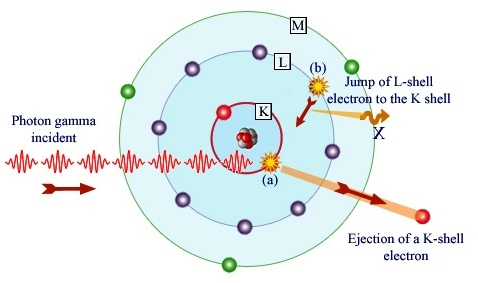 M
L
(b)
Jump of L-shell
electron to the K shell
K
Photon gamma
incident
X
(a)
Ejection of a K-shell
electron